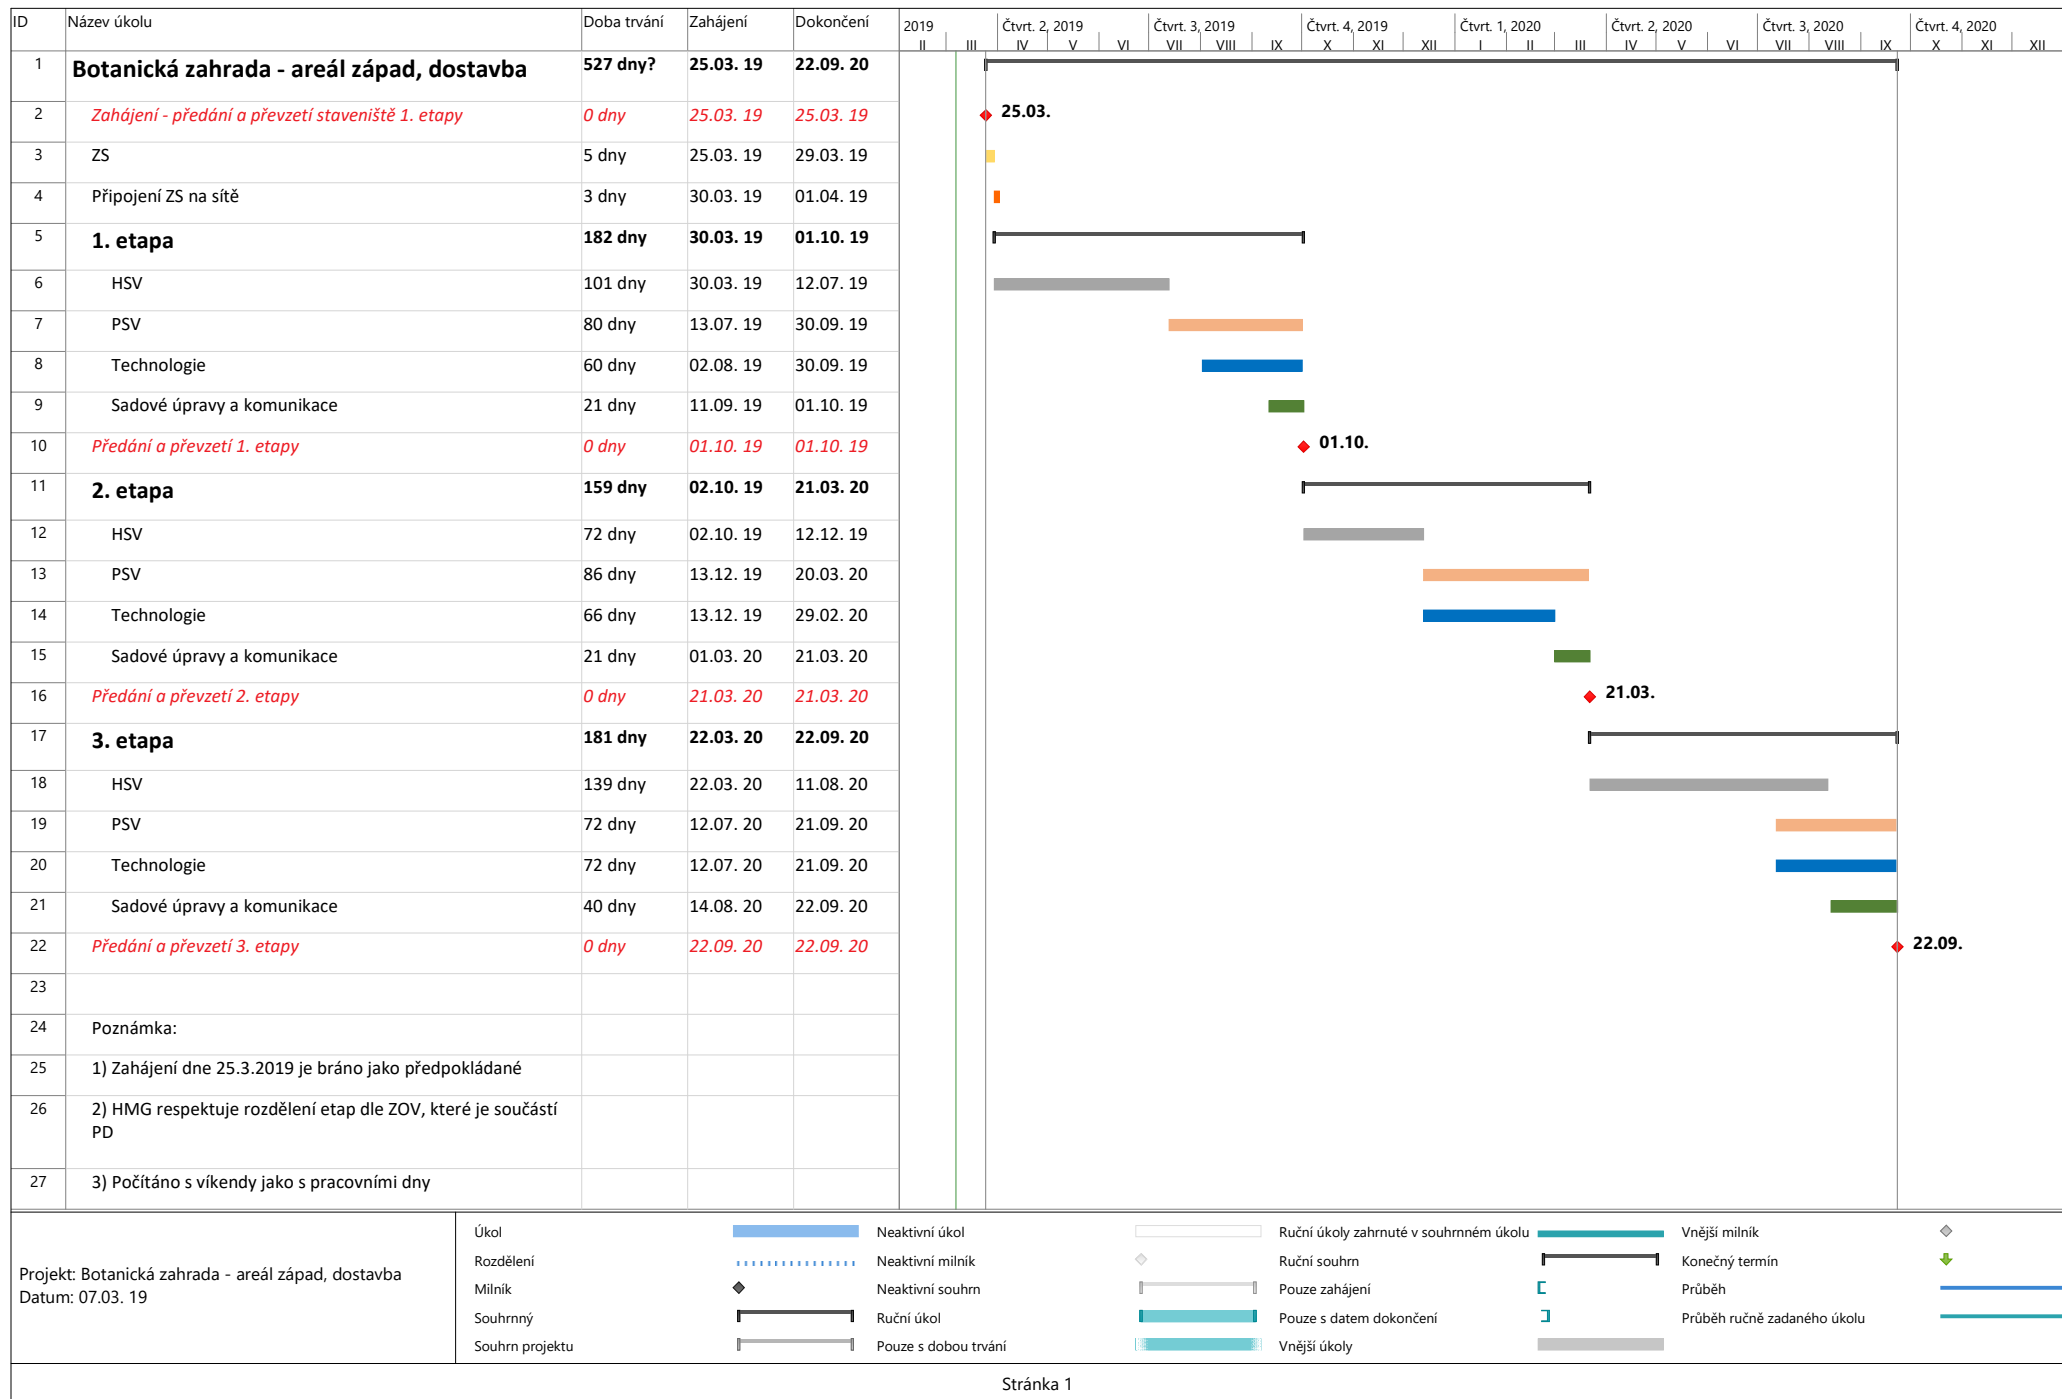 ID Název úkolu Doba trvání Zahájení Dokončení
2019 Čtvrt. 2, 2019 Čtvrt. 3, 2019 Čtvrt. 4, 2019 Čtvrt. 1, 2020 Čtvrt. 2, 2020 Čtvrt. 3, 2020 Čtvrt. 4, 2020
II III IV V VI VII VIII IX X XI XII I II III IV V VI VII VIII IX X XI XII
1 Botanická zahrada - areál západ, dostavba 527 dny? 25.03. 19 22.09. 20
2 Zahájení - předání a převzetí staveniště 1. etapy 0 dny 25.03. 19 25.03. 19 25.03.
3 ZS 5 dny 25.03. 19 29.03. 19
4 Připojení ZS na sítě 3 dny 30.03. 19 01.04. 19
5 1. etapa 182 dny 30.03. 19 01.10. 19
6 HSV 101 dny 30.03. 19 12.07. 19
7 PSV 80 dny 13.07. 19 30.09. 19
8 Technologie 60 dny 02.08. 19 30.09. 19
9 Sadové úpravy a komunikace 21 dny 11.09. 19 01.10. 19
10 Předání a převzetí 1. etapy 0 dny 01.10. 19 01.10. 19 01.10.
11 2. etapa 159 dny 02.10. 19 21.03. 20
12 HSV 72 dny 02.10. 19 12.12. 19
13 PSV 86 dny 13.12. 19 20.03. 20
14 Technologie 66 dny 13.12. 19 29.02. 20
15 Sadové úpravy a komunikace 21 dny 01.03. 20 21.03. 20
16 Předání a převzetí 2. etapy 0 dny 21.03. 20 21.03. 20 21.03.
17 3. etapa 181 dny 22.03. 20 22.09. 20
18 HSV 139 dny 22.03. 20 11.08. 20
19 PSV 72 dny 12.07. 20 21.09. 20
20 Technologie 72 dny 12.07. 20 21.09. 20
21 Sadové úpravy a komunikace 40 dny 14.08. 20 22.09. 20
22 Předání a převzetí 3. etapy 0 dny 22.09. 20 22.09. 20 22.09.
23
24 Poznámka:
25 1) Zahájení dne 25.3.2019 je bráno jako předpokládané
26 2) HMG respektuje rozdělení etap dle ZOV, které je součástí
PD
27 3) Počítáno s víkendy jako s pracovními dny
Projekt: Botanická zahrada - areál západ, dostavba
Datum: 07.03. 19
Úkol
Rozdělení
Milník
Souhrnný
Souhrn projektu
Neaktivní úkol
Neaktivní milník
Neaktivní souhrn
Ruční úkol
Pouze s dobou trvání
Ruční úkoly zahrnuté v souhrnném úkolu
Ruční souhrn
Pouze zahájení
Pouze s datem dokončení
Vnější úkoly
Vnější milník
Konečný termín
Průběh
Průběh ručně zadaného úkolu
Stránka 1